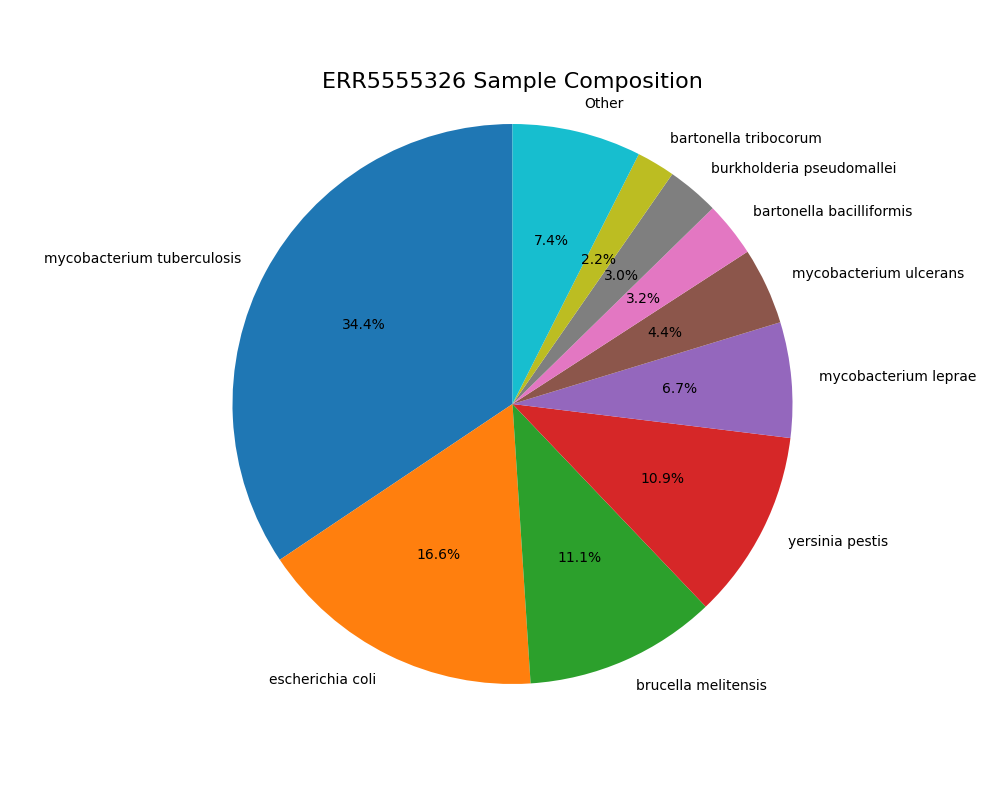 ERR5555326 Sample Composition
Other
bartonella tribocorum
burkholderia pseudomallei
bartonella bacilliformis
mycobacterium tuberculosis
mycobacterium ulcerans
mycobacterium leprae
yersinia pestis
escherichia coli
brucella melitensis
7.4%
2.2%
3.0%
3.2%
34.4%
4.4%
6.7%
10.9%
16.6%
11.1%